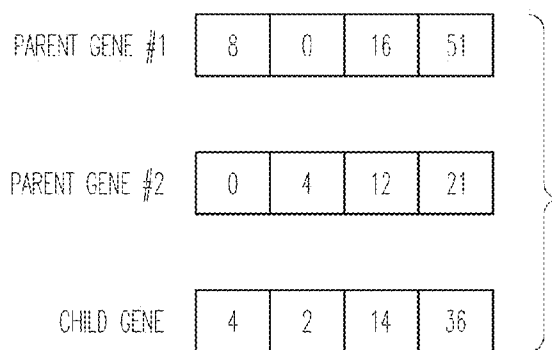 PARENT GENE #1 8 0 16 51
PARENT GENE #2 0 4 12 21
CHILD GENE 4 2 14 36